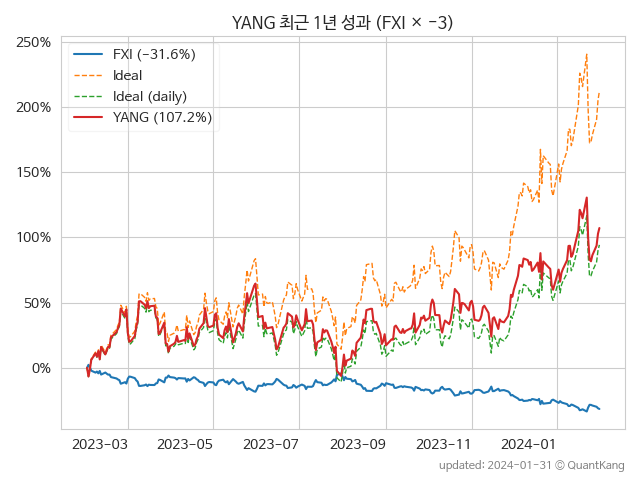 YANG 최근 1년 성과 (FXI × −3)
250%
200%
150%
100%
50%
0%
FXI (−31.6%)
Ideal
Ideal (daily)
YANG (107.2%)
2023-03
2023-05
2023-07
2023-09
2023-11
2024-01
updated: 2024-01-31 ⓒ QuantKang